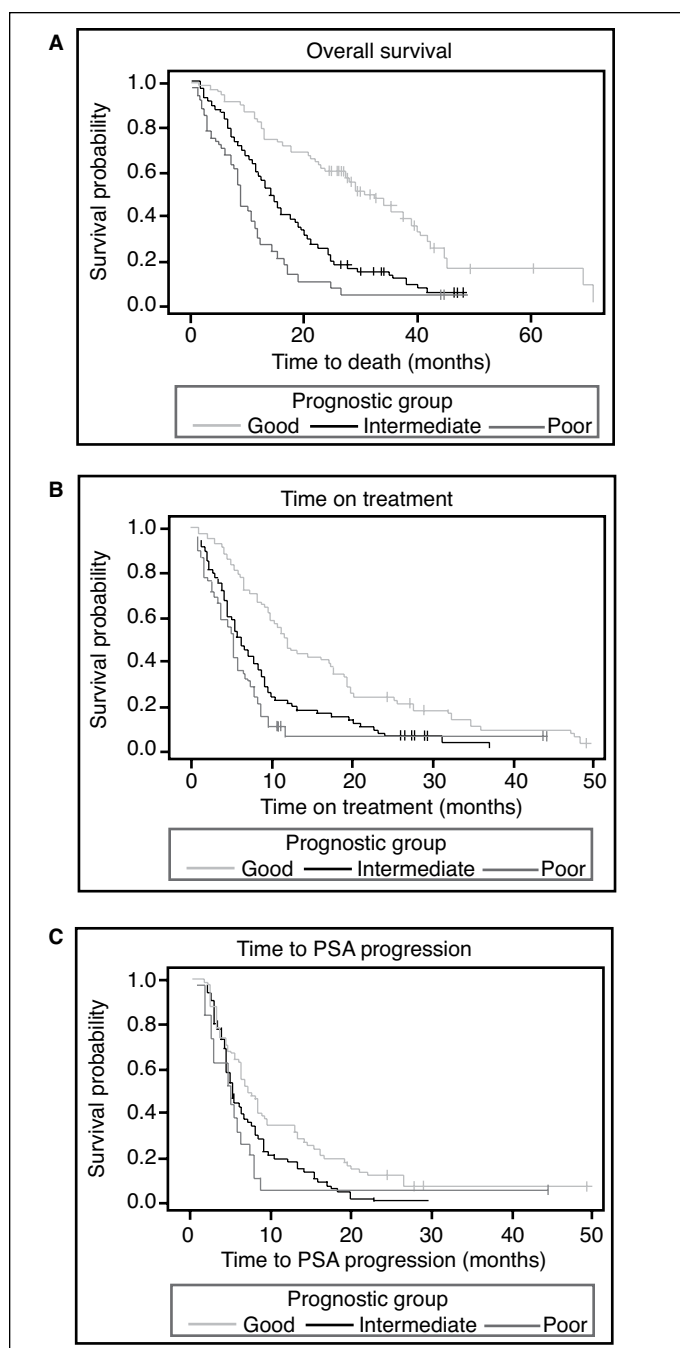 A
Overall survival
1.0
0.8
0.6
0.4
0.2
0.0
Survival probability
0 20 40 60
Time to death (months)
Prognostic group
Good Intermediate Poor
B
Time on treatment
1.0
0.8
0.6
0.4
0.2
0.0
Survival probability
0 10 20 30 40 50
Time on treatment (months)
Prognostic group
Good Intermediate Poor
C
Time to PSA progression
1.0
0.8
0.6
0.4
0.2
0.0
Survival probability
0 10 20 30 40 50
Time to PSA progression (months)
Prognostic group
Good Intermediate Poor